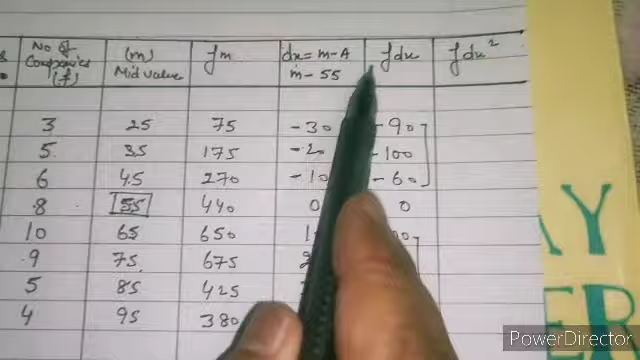 No of Companies (f) (m) Mid value fm dx = m-A m - 55 fdx fdx²
3 25 75 -30 -90
5 35 175 -20 -100
6 45 270 -10 -60
8 55 440 0 0
10 65 650
9 75 675
5 85 425
4 95 380
AY
ER
PowerDirector